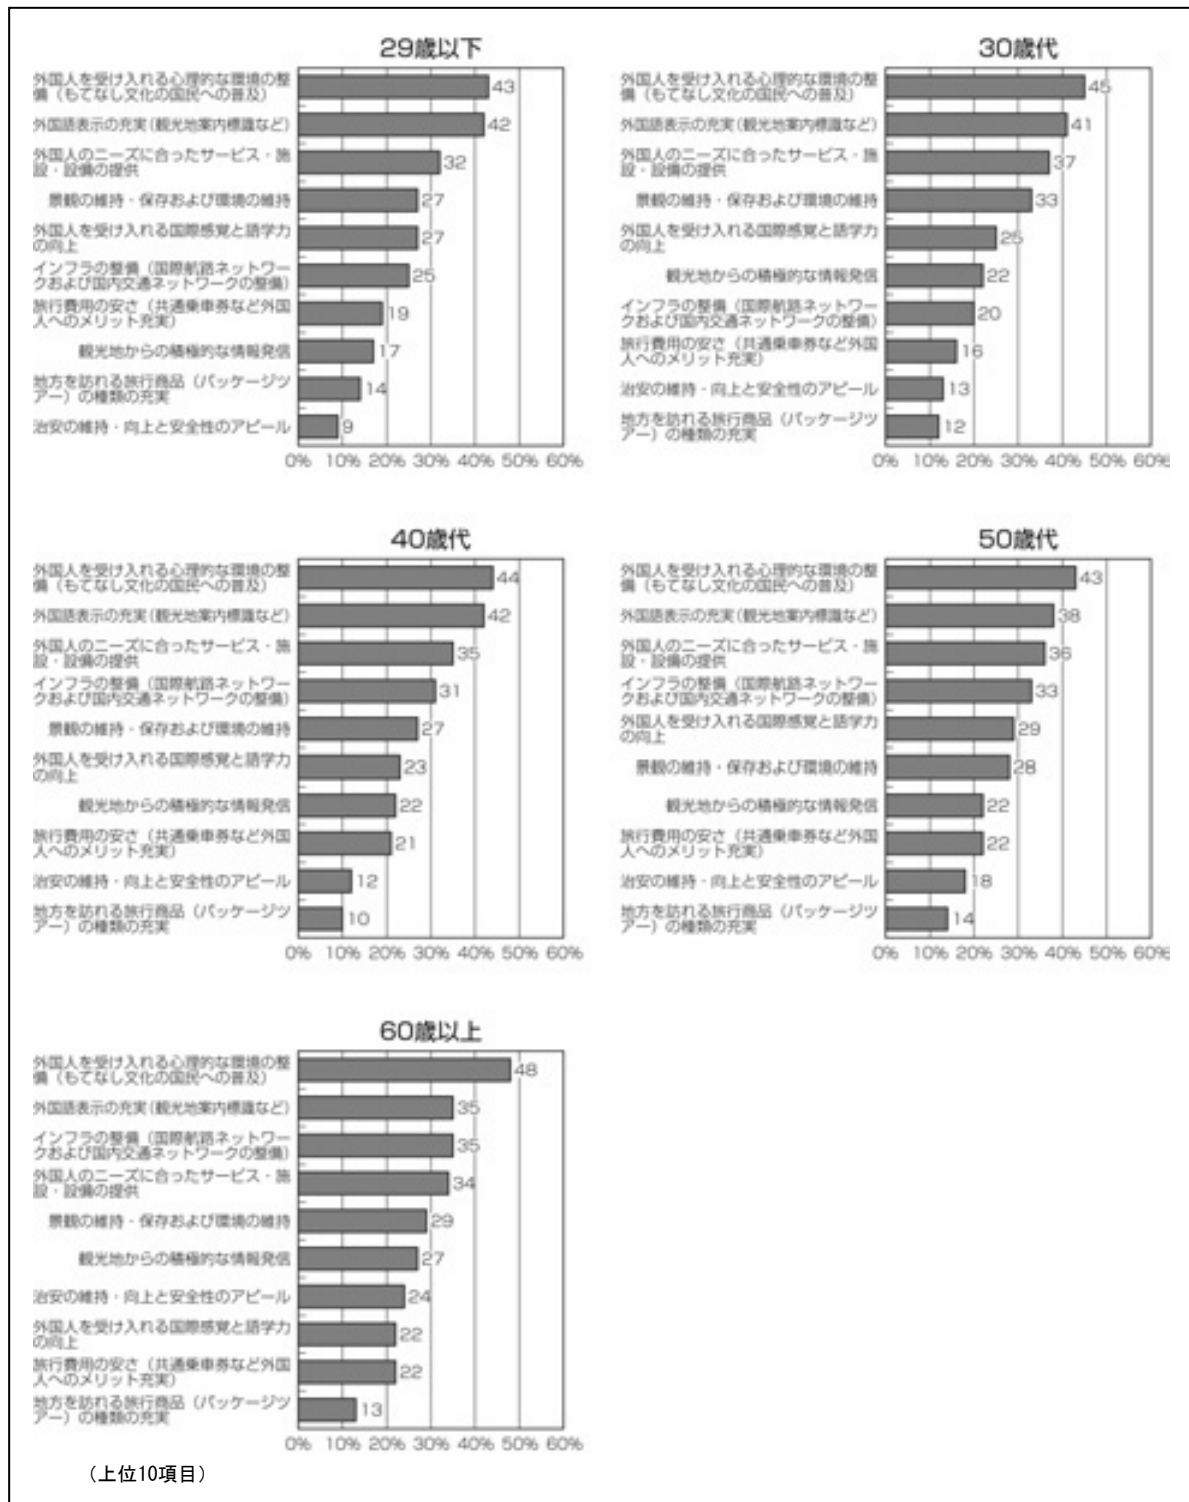 29歳以下
外国人を受け入れる心理的な環境の整
備（もてなし文化の国民への普及）
43
外国語表示の充実（観光地案内標識など）
42
外国人のニーズに合ったサービス・施
設・設備の提供
32
景観の維持・保存および環境の維持
27
外国人を受け入れる国際感覚と語学力
の向上
27
インフラの整備（国際航路ネットワー
クおよび国内交通ネットワークの整備）
25
旅行費用の安さ（共通乗車券など外国
人へのメリット充実）
19
観光地からの積極的な情報発信
17
地方を訪れる旅行商品（パッケージツ
アー）の種類の充実
14
治安の維持・向上と安全性のアピール
9
0% 10% 20% 30% 40% 50% 60%
30歳代
外国人を受け入れる心理的な環境の整
備（もてなし文化の国民への普及）
45
外国語表示の充実（観光地案内標識など）
41
外国人のニーズに合ったサービス・施
設・設備の提供
37
景観の維持・保存および環境の維持
33
外国人を受け入れる国際感覚と語学力
の向上
25
観光地からの積極的な情報発信
22
インフラの整備（国際航路ネットワー
クおよび国内交通ネットワークの整備）
20
旅行費用の安さ（共通乗車券など外国
人へのメリット充実）
16
治安の維持・向上と安全性のアピール
13
地方を訪れる旅行商品（パッケージツ
アー）の種類の充実
12
0% 10% 20% 30% 40% 50% 60%
40歳代
外国人を受け入れる心理的な環境の整
備（もてなし文化の国民への普及）
44
外国語表示の充実（観光地案内標識など）
42
外国人のニーズに合ったサービス・施
設・設備の提供
35
インフラの整備（国際航路ネットワー
クおよび国内交通ネットワークの整備）
31
景観の維持・保存および環境の維持
27
外国人を受け入れる国際感覚と語学力
の向上
23
観光地からの積極的な情報発信
22
旅行費用の安さ（共通乗車券など外国
人へのメリット充実）
21
治安の維持・向上と安全性のアピール
12
地方を訪れる旅行商品（パッケージツ
アー）の種類の充実
10
0% 10% 20% 30% 40% 50% 60%
50歳代
外国人を受け入れる心理的な環境の整
備（もてなし文化の国民への普及）
43
外国語表示の充実（観光地案内標識など）
38
外国人のニーズに合ったサービス・施
設・設備の提供
36
インフラの整備（国際航路ネットワー
クおよび国内交通ネットワークの整備）
33
外国人を受け入れる国際感覚と語学力
の向上
29
景観の維持・保存および環境の維持
28
観光地からの積極的な情報発信
22
旅行費用の安さ（共通乗車券など外国
人へのメリット充実）
22
治安の維持・向上と安全性のアピール
18
地方を訪れる旅行商品（パッケージツ
アー）の種類の充実
14
0% 10% 20% 30% 40% 50% 60%
60歳以上
外国人を受け入れる心理的な環境の整
備（もてなし文化の国民への普及）
48
外国語表示の充実（観光地案内標識など）
35
インフラの整備（国際航路ネットワー
クおよび国内交通ネットワークの整備）
35
外国人のニーズに合ったサービス・施
設・設備の提供
34
景観の維持・保存および環境の維持
29
観光地からの積極的な情報発信
27
治安の維持・向上と安全性のアピール
24
外国人を受け入れる国際感覚と語学力
の向上
22
旅行費用の安さ（共通乗車券など外国
人へのメリット充実）
22
地方を訪れる旅行商品（パッケージツ
アー）の種類の充実
13
0% 10% 20% 30% 40% 50% 60%
（上位10項目）